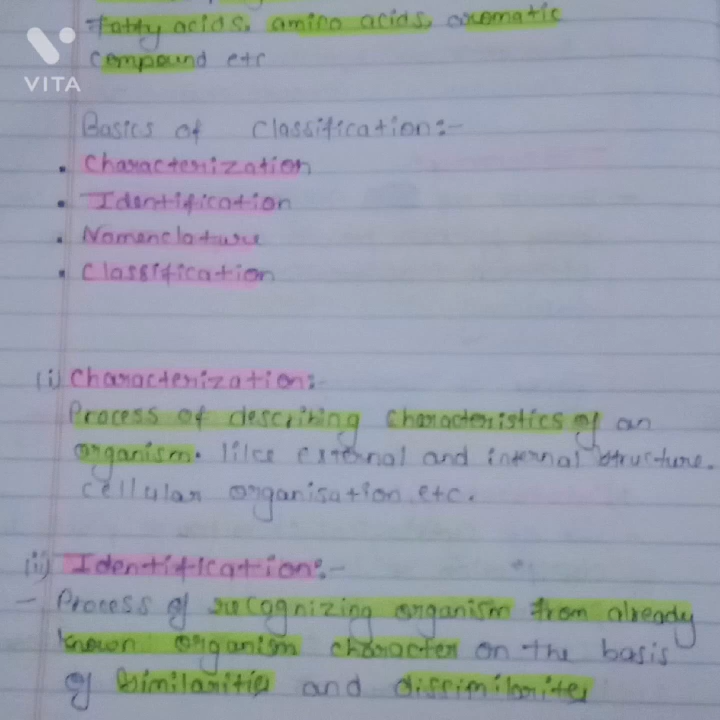 Fatty acids, amino acids, aromatic
compound etc
VITA
Basics of Classification:-
• Characterization
• Identification
• Nomenclature
• Classification
(i) Characterization:-
Process of describing characteristics of an
organism. like external and internal structure.
cellular organisation etc.
(ii) Identification:-
- Process of recognizing organism from already
known organism character on the basis
of similarities and dissimilarites